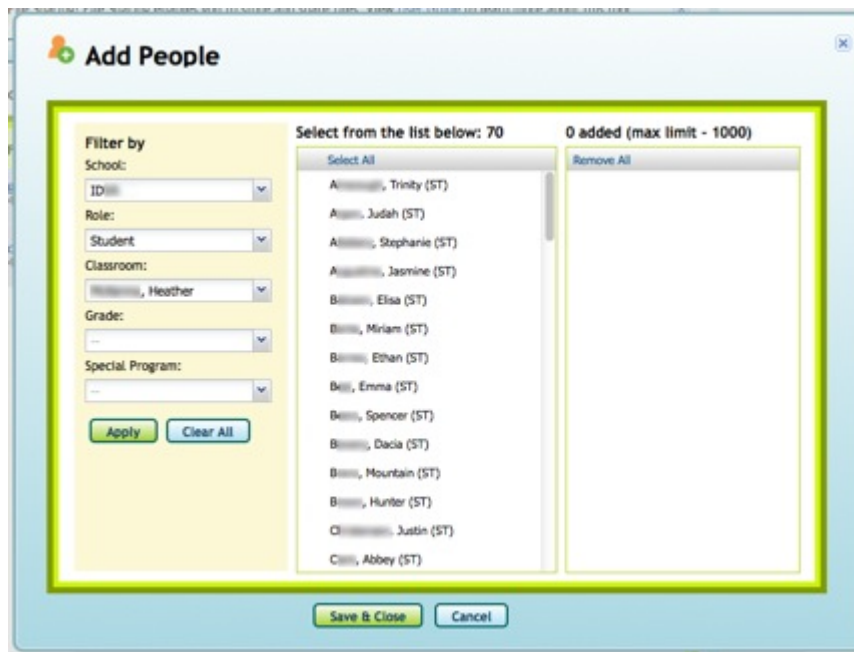 Add People
Filter by
School:
ID
Role:
Student
Classroom:
, Heather
Grade:
--
Special Program:
--
Apply Clear All
Select from the list below: 70
Select All
A , Trinity (ST)
A , Judah (ST)
A , Stephanie (ST)
A , Jasmine (ST)
B , Elisa (ST)
B , Miriam (ST)
B , Ethan (ST)
B , Emma (ST)
B , Spencer (ST)
B , Dacia (ST)
B , Mountain (ST)
B , Hunter (ST)
Cl , Justin (ST)
C , Abbey (ST)
0 added (max limit - 1000)
Remove All
Save & Close Cancel